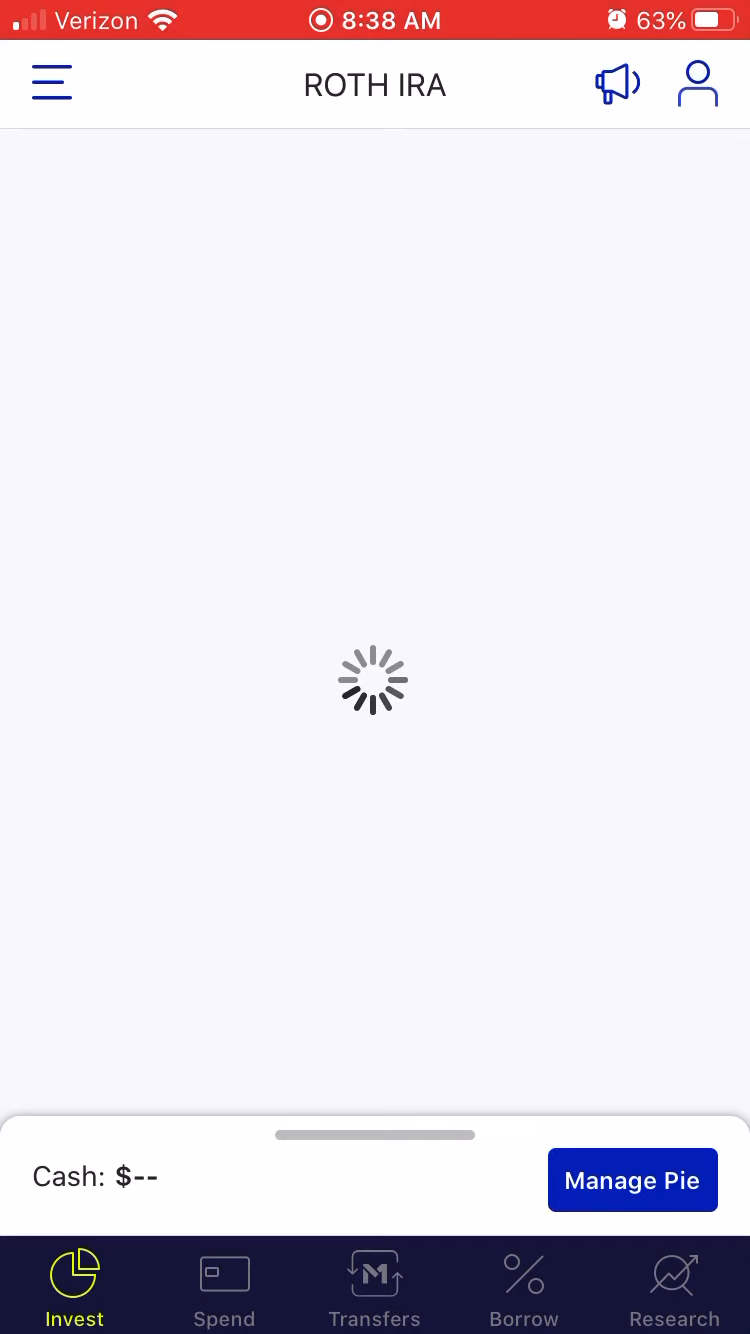 Verizon 8:38 AM 63%
ROTH IRA
Cash: $--
Manage Pie
Invest Spend Transfers Borrow Research